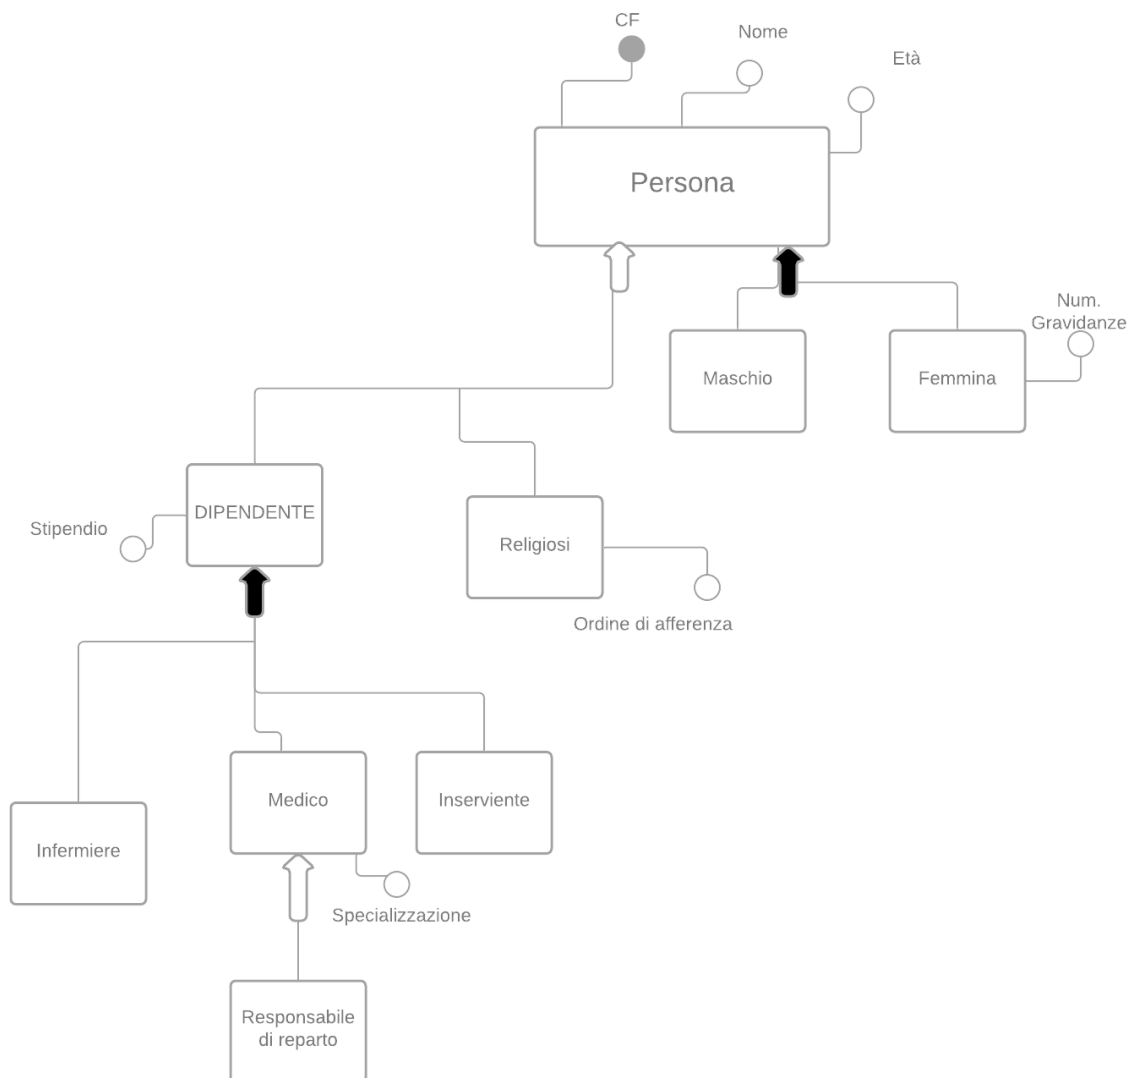 CF
Nome
Età
Persona
Num.
Gravidanze
Maschio
Femmina
DIPENDENTE
Stipendio
Religiosi
Ordine di afferenza
Medico
Inserviente
Infermiere
Specializzazione
Responsabile
di reparto